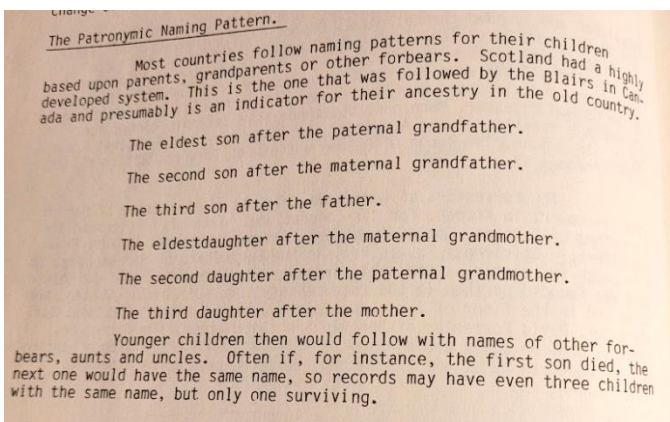 The Patronymic Naming Pattern.
Most countries follow naming patterns for their children
based upon parents, grandparents or other forbears. Scotland had a highly
developed system. This is the one that was followed by the Blairs in Can-
ada and presumably is an indicator for their ancestry in the old country.
The eldest son after the paternal grandfather.
The second son after the maternal grandfather.
The third son after the father.
The eldestdaughter after the maternal grandmother.
The second daughter after the paternal grandmother.
The third daughter after the mother.
Younger children then would follow with names of other for-
bears, aunts and uncles. Often if, for instance, the first son died, the
next one would have the same name, so records may have even three children
with the same name, but only one surviving.